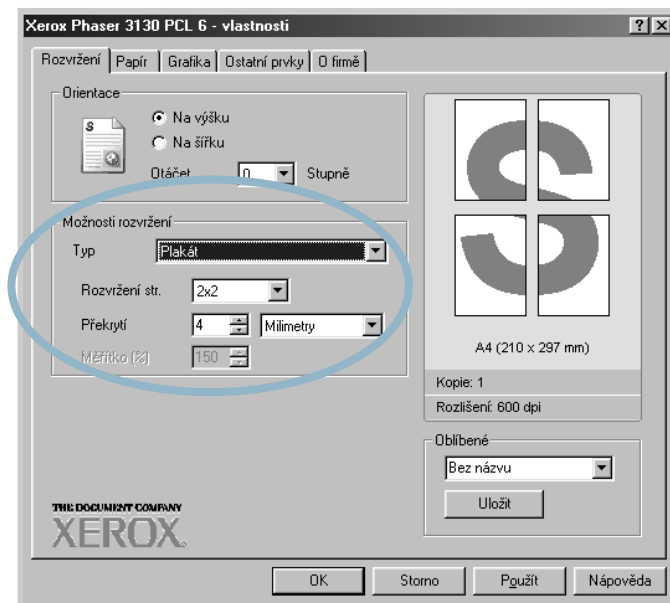 Xerox Phaser 3130 PCL 6 - vlastnosti
Rozvržení Papír Grafika Ostatní prvky O firmě
Orientace
S
Na výšku
Na šířku
Otáčet 0 Stupně
Možnosti rozvržení
Typ Plakát
Rozvržení str. 2x2
Překrytí 4 Milimetry
Měřítko (%) 150
S
A4 (210 x 297 mm)
Kopie: 1
Rozlišení: 600 dpi
Oblíbené
Bez názvu
Uložit
THE DOCUMENT COMPANY
XEROX
OK Storno Použít Nápověda